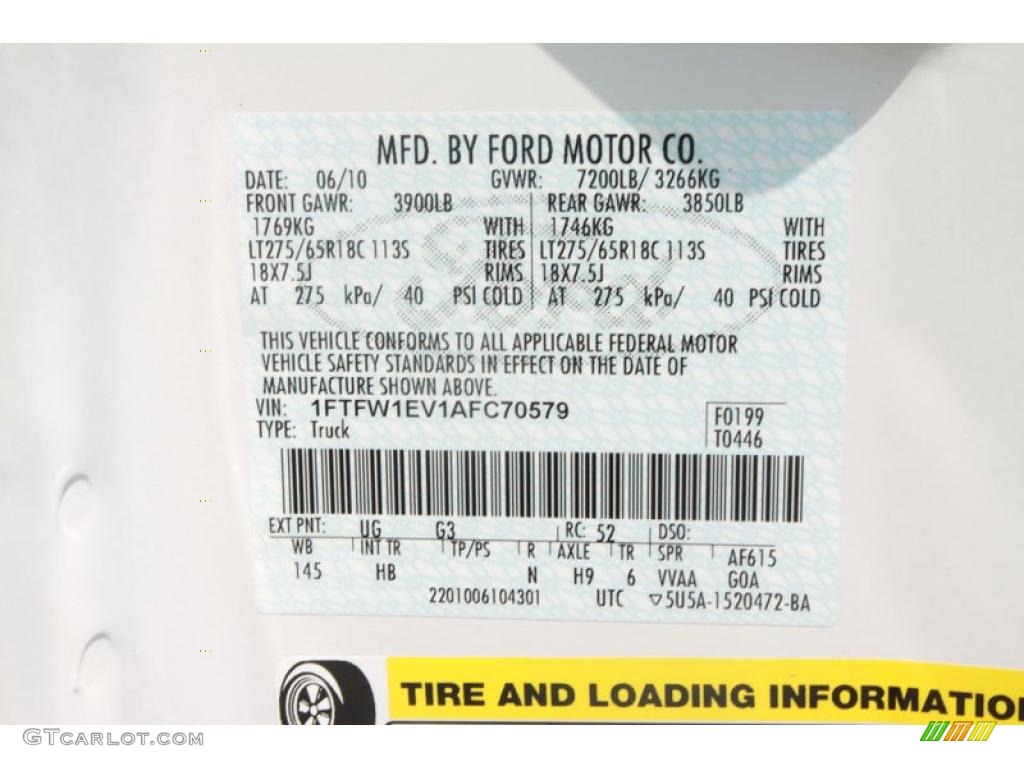 MFD. BY FORD MOTOR CO.
DATE: 06/10 GVWR: 7200LB/ 3266KG
FRONT GAWR: 3900LB REAR GAWR: 3850LB
1769KG WITH 1746KG WITH
LT275/65R18C 113S TIRES LT275/65R18C 113S TIRES
18X7.5J RIMS 18X7.5J RIMS
AT 275 kPa/ 40 PSI COLD AT 275 kPa/ 40 PSI COLD
THIS VEHICLE CONFORMS TO ALL APPLICABLE FEDERAL MOTOR
VEHICLE SAFETY STANDARDS IN EFFECT ON THE DATE OF
MANUFACTURE SHOWN ABOVE.
VIN: 1FTFW1EV1AFC70579 F0199
TYPE: Truck T0446
EXT PNT: UG G3 RC: 52 DSO:
WB INT TR TP/PS R AXLE TR SPR AF615
145 HB N H9 6 VVAA GOA
2201006104301 UTC ▽5U5A-1520472-BA
TIRE AND LOADING INFORMATIO
GTCARLOT.COM